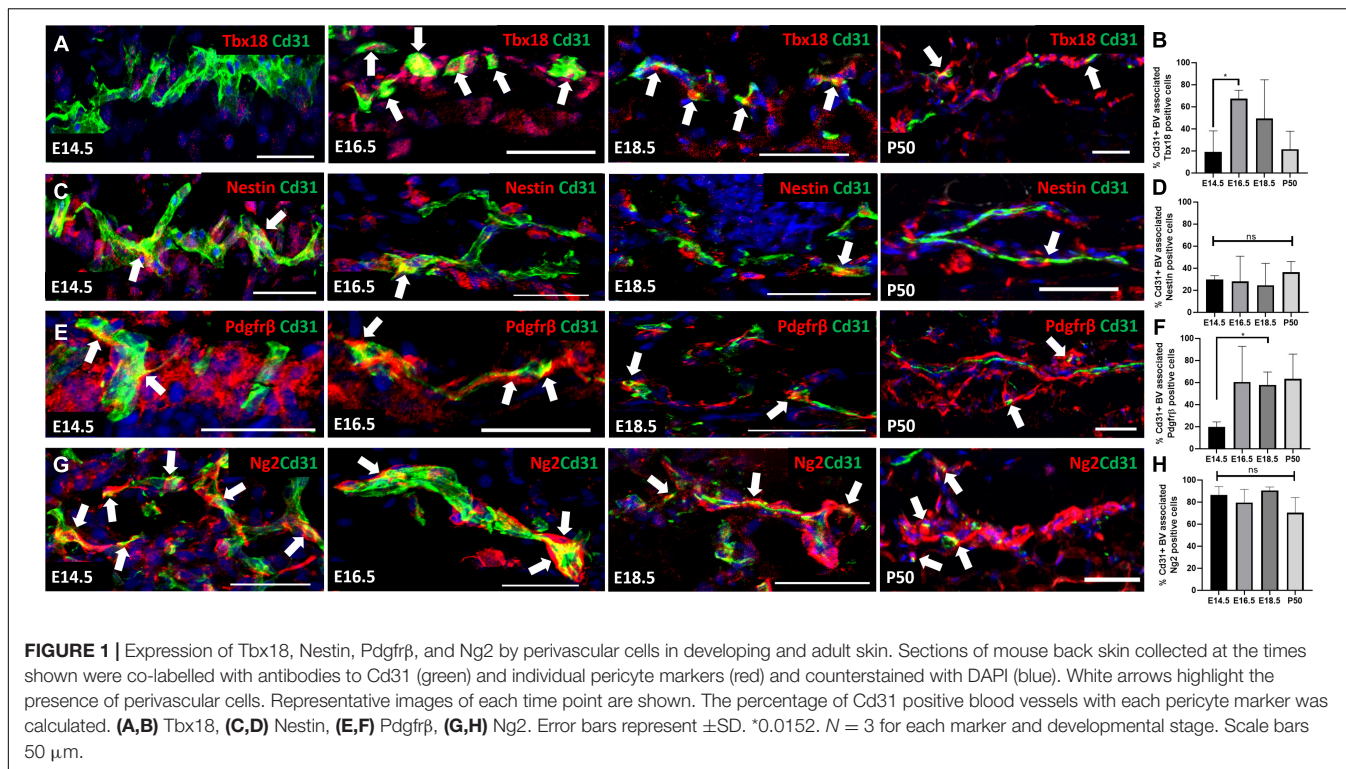 A
Tbx18 Cd31
E14.5
Tbx18 Cd31
E16.5
Tbx18 Cd31
E18.5
Tbx18 Cd31
P50
B
% Cd31+ BV associated
Tbx18 positive cells
100
80
60
40
20
0
*
E14.5 E16.5 E18.5 P50
C
Nestin Cd31
E14.5
Nestin Cd31
E16.5
Nestin Cd31
E18.5
Nestin Cd31
P50
D
% Cd31+ BV associated
Nestin positive cells
100
80
60
40
20
0
ns
E14.5 E16.5 E18.5 P50
E
Pdgfrβ Cd31
E14.5
Pdgfrβ Cd31
E16.5
Pdgfrβ Cd31
E18.5
Pdgfrβ Cd31
P50
F
% Cd31+ BV associated
Pdgfrβ positive cells
100
80
60
40
20
0
*
E14.5 E16.5 E18.5 P50
G
Ng2Cd31
E14.5
Ng2Cd31
E16.5
Ng2Cd31
E18.5
Ng2Cd31
P50
H
% Cd31+ BV associated
Ng2 positive cells
100
80
60
40
20
0
ns
E14.5 E16.5 E18.5 P50
FIGURE 1 | Expression of Tbx18, Nestin, Pdgfrβ, and Ng2 by perivascular cells in developing and adult skin. Sections of mouse back skin collected at the times
shown were co-labelled with antibodies to Cd31 (green) and individual pericyte markers (red) and counterstained with DAPI (blue). White arrows highlight the
presence of perivascular cells. Representative images of each time point are shown. The percentage of Cd31 positive blood vessels with each pericyte marker was
calculated. (A,B) Tbx18, (C,D) Nestin, (E,F) Pdgfrβ, (G,H) Ng2. Error bars represent ±SD. *0.0152. N = 3 for each marker and developmental stage. Scale bars
50 μm.